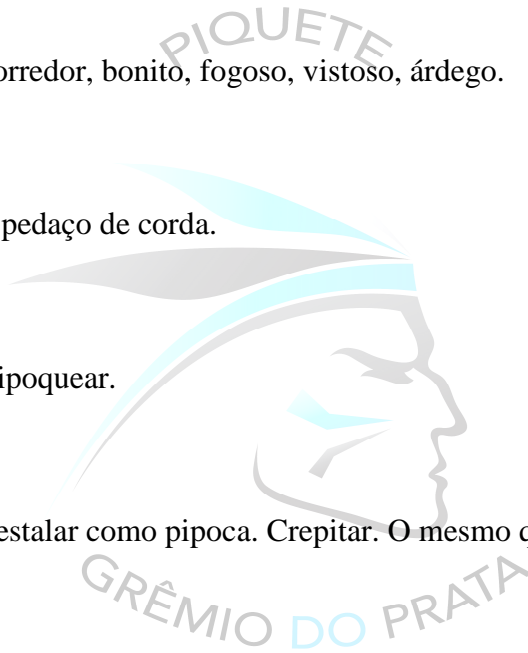 PIQUETE
orredor, bonito, fogoso, vistoso, árdego.
pedaço de corda.
ipoquear.
estalar como pipoca. Crepitar. O mesmo q
GRÊMIO DO PRATA